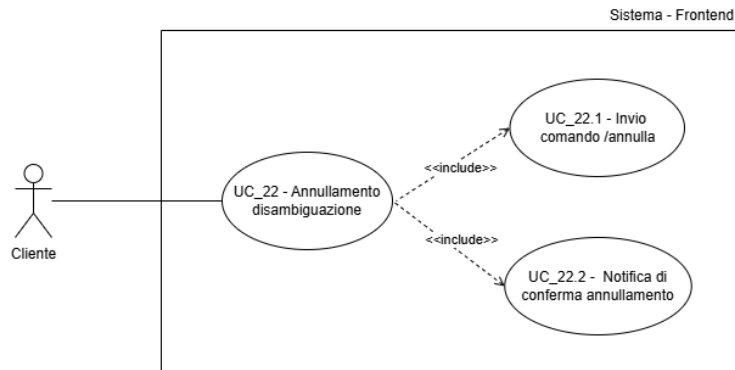 Sistema - Frontend
UC_22.1 - Invio
comando /annulla
<<include>>
UC_22 - Annullamento
disambiguazione
Cliente
<<include>>
UC_22.2 -  Notifica di
conferma annullamento